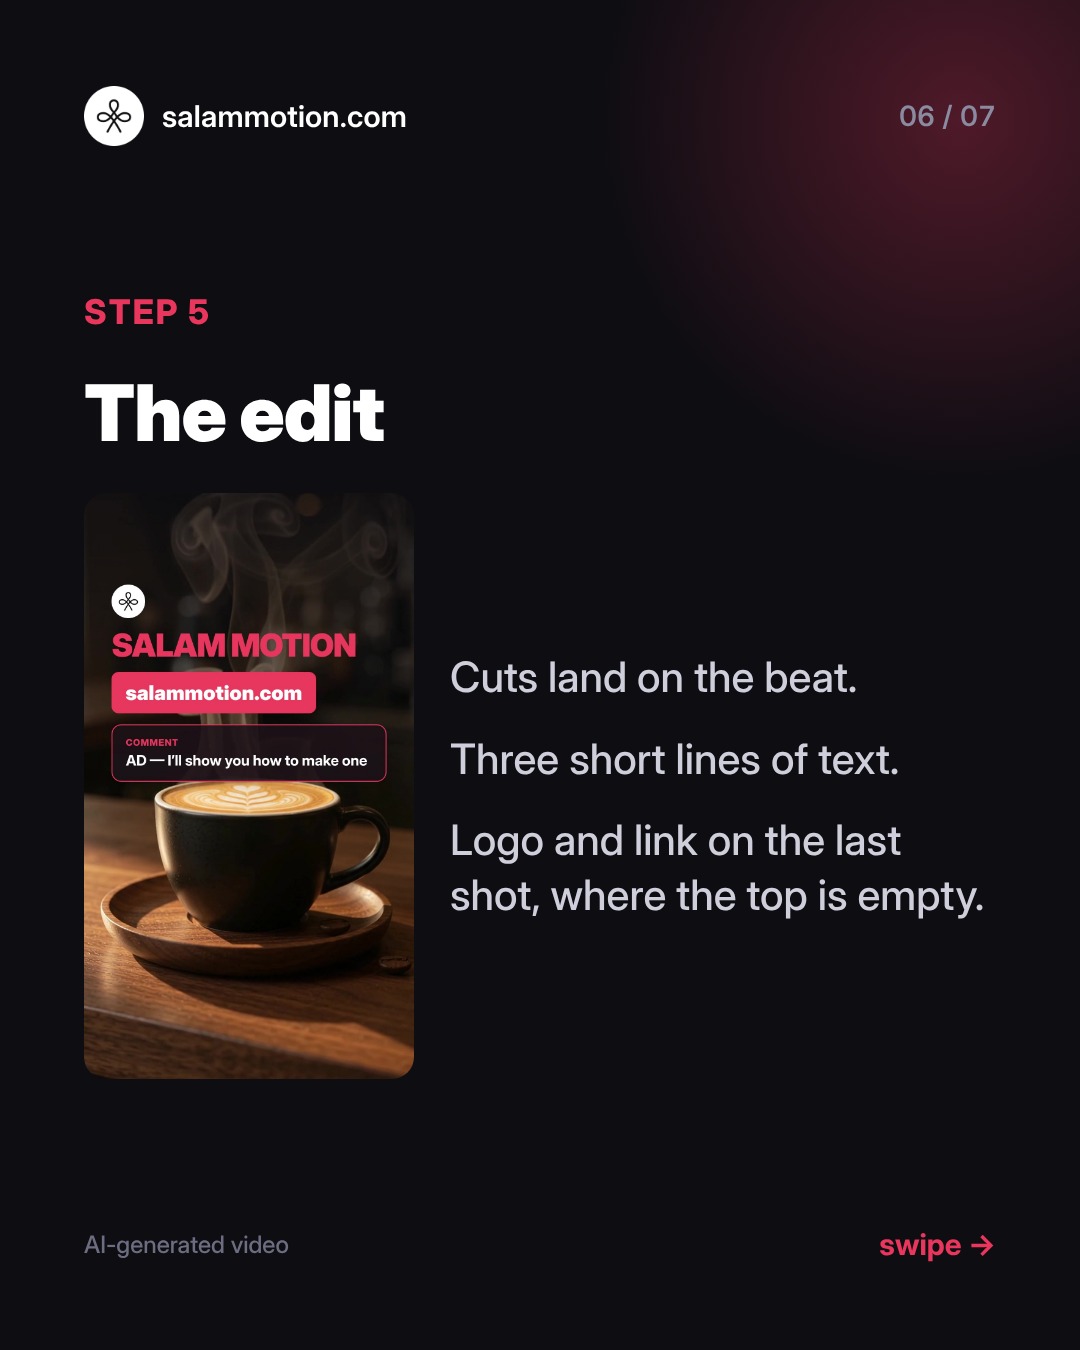 salammotion.com
06 / 07
STEP 5
The edit
SALAM MOTION
salammotion.com
COMMENT
AD — I'll show you how to make one
Cuts land on the beat.
Three short lines of text.
Logo and link on the last
shot, where the top is empty.
AI-generated video
swipe →